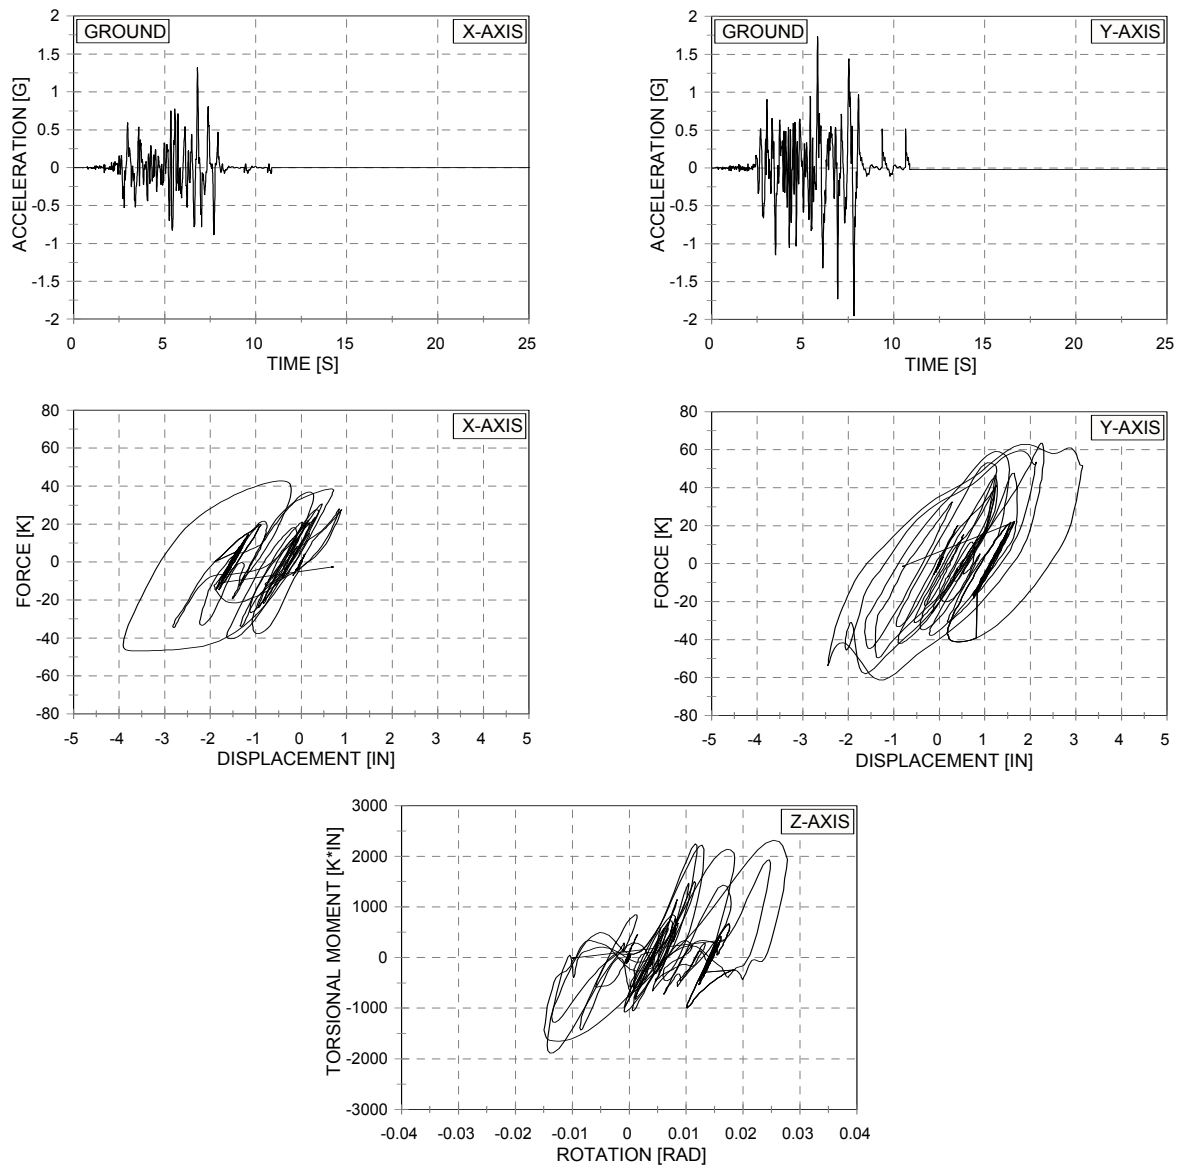 GROUND X-AXIS
2
1.5
1
0.5
0
-0.5
-1
-1.5
-2
ACCELERATION [G]
0 5 10 15 20 25
TIME [S]
GROUND Y-AXIS
2
1.5
1
0.5
0
-0.5
-1
-1.5
-2
ACCELERATION [G]
0 5 10 15 20 25
TIME [S]
X-AXIS
80
60
40
20
0
-20
-40
-60
-80
FORCE [K]
-5 -4 -3 -2 -1 0 1 2 3 4 5
DISPLACEMENT [IN]
Y-AXIS
80
60
40
20
0
-20
-40
-60
-80
FORCE [K]
-5 -4 -3 -2 -1 0 1 2 3 4 5
DISPLACEMENT [IN]
Z-AXIS
3000
2000
1000
0
-1000
-2000
-3000
TORSIONAL MOMENT [K*IN]
-0.04 -0.03 -0.02 -0.01 0 0.01 0.02 0.03 0.04
ROTATION [RAD]